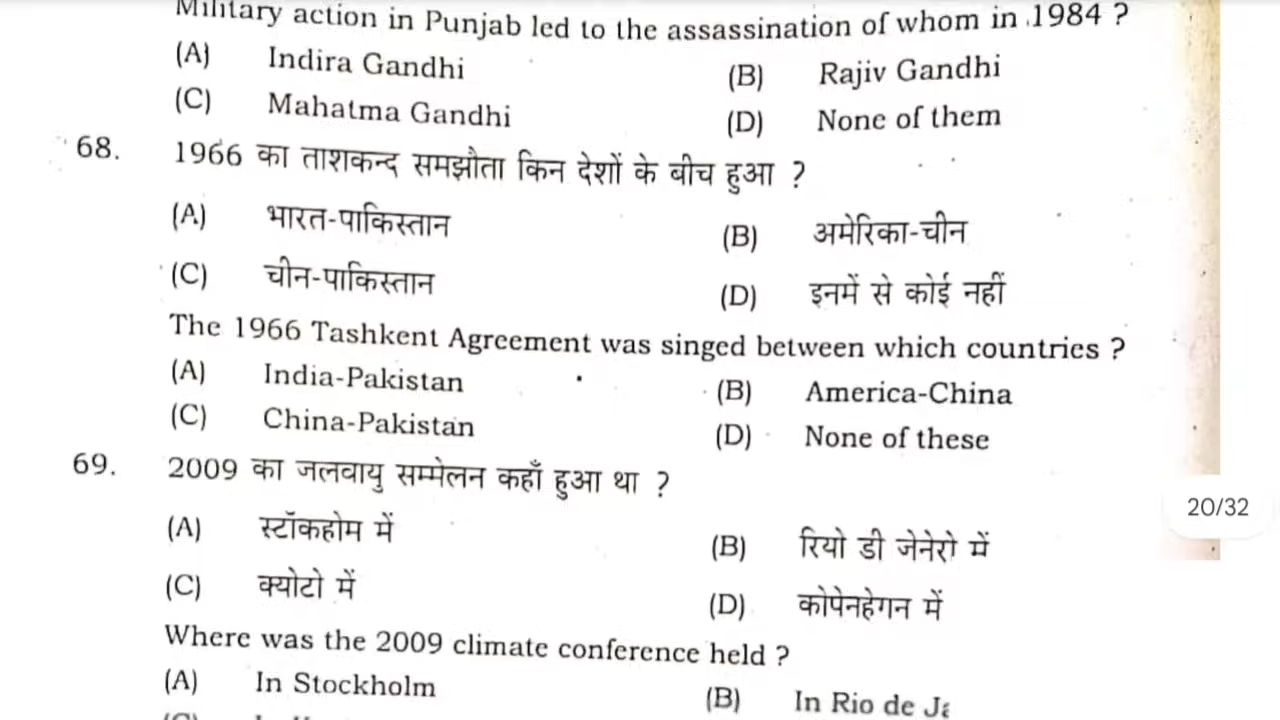 Military action in Punjab led to the assassination of whom in 1984 ?
(A) Indira Gandhi (B) Rajiv Gandhi
(C) Mahatma Gandhi (D) None of them
68. 1966 का ताशकन्द समझौता किन देशों के बीच हुआ ?
(A) भारत-पाकिस्तान (B) अमेरिका-चीन
(C) चीन-पाकिस्तान (D) इनमें से कोई नहीं
The 1966 Tashkent Agreement was singed between which countries ?
(A) India-Pakistan (B) America-China
(C) China-Pakistan (D) None of these
69. 2009 का जलवायु सम्मेलन कहाँ हुआ था ?
20/32
(A) स्टॉकहोम में (B) रियो डी जेनेरो में
(C) क्योटो में (D) कोपेनहेगन में
Where was the 2009 climate conference held ?
(A) In Stockholm (B) In Rio de